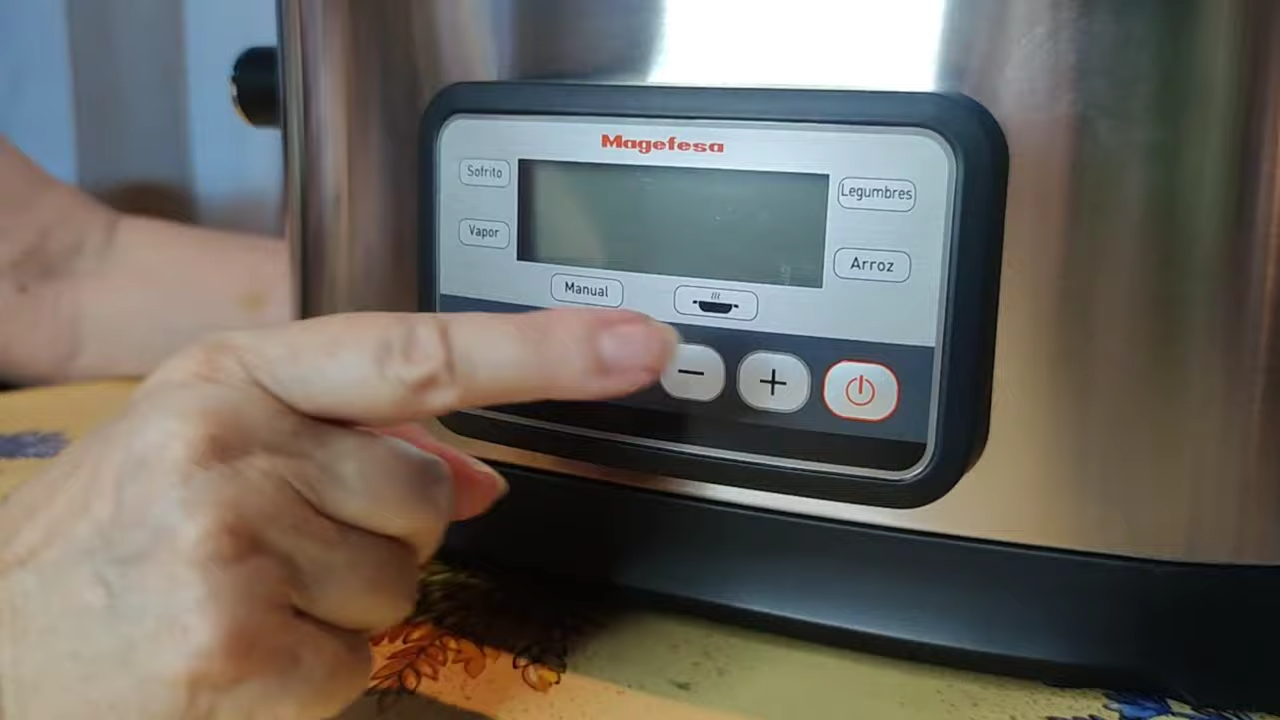 Magefesa
Sofrito
Legumbres
Vapor
Arroz
Manual
− +